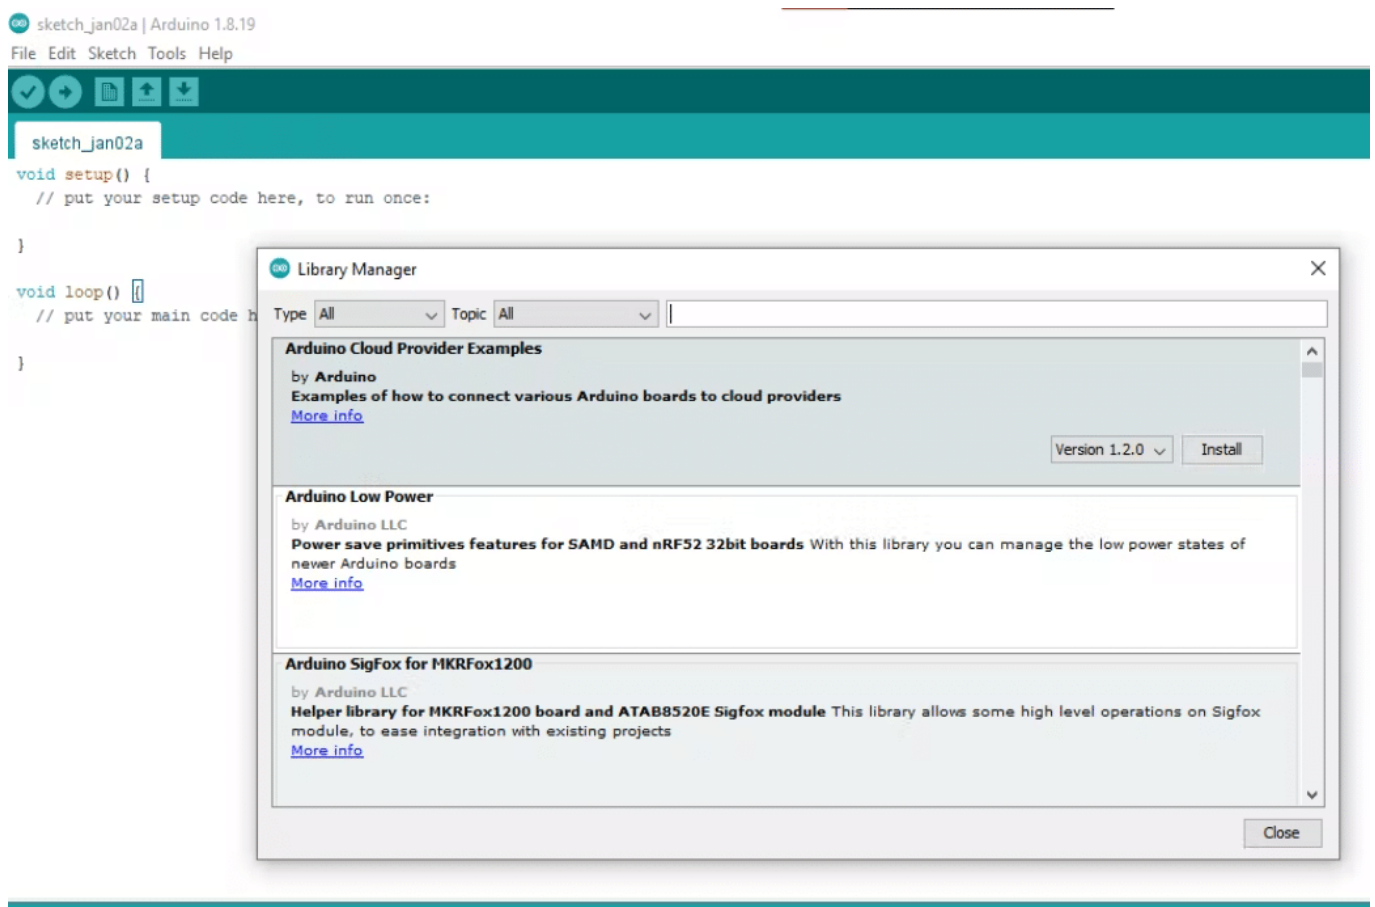 sketch_jan02a | Arduino 1.8.19
File Edit Sketch Tools Help
sketch_jan02a
void setup() {
// put your setup code here, to run once:
}
void loop() {
// put your main code h
}
Library Manager
Type All Topic All
Arduino Cloud Provider Examples
by Arduino
Examples of how to connect various Arduino boards to cloud providers
More info
Version 1.2.0 Install
Arduino Low Power
by Arduino LLC
Power save primitives features for SAMD and nRF52 32bit boards With this library you can manage the low power states of
newer Arduino boards
More info
Arduino SigFox for MKRFox1200
by Arduino LLC
Helper library for MKRFox1200 board and ATAB8520E Sigfox module This library allows some high level operations on Sigfox
module, to ease integration with existing projects
More info
Close